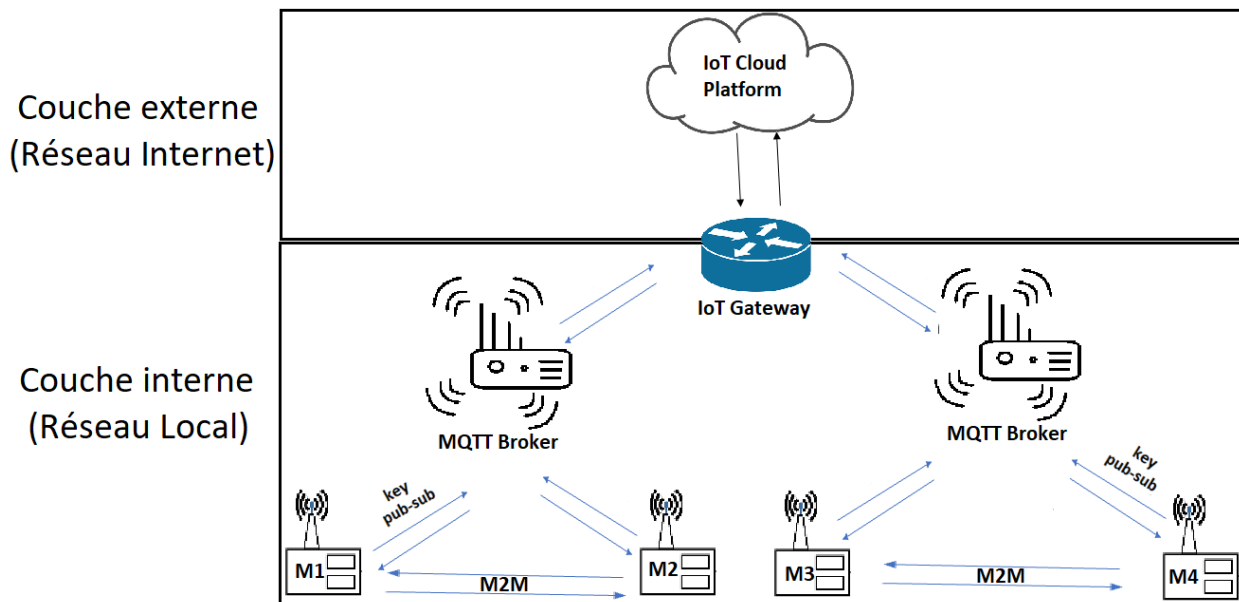 IoT Cloud
Platform
Couche externe
(Réseau Internet)
IoT Gateway
Couche interne
(Réseau Local)
MQTT Broker
MQTT Broker
key
pub-sub
key
pub-sub
M1
M2
M3
M4
M2M
M2M